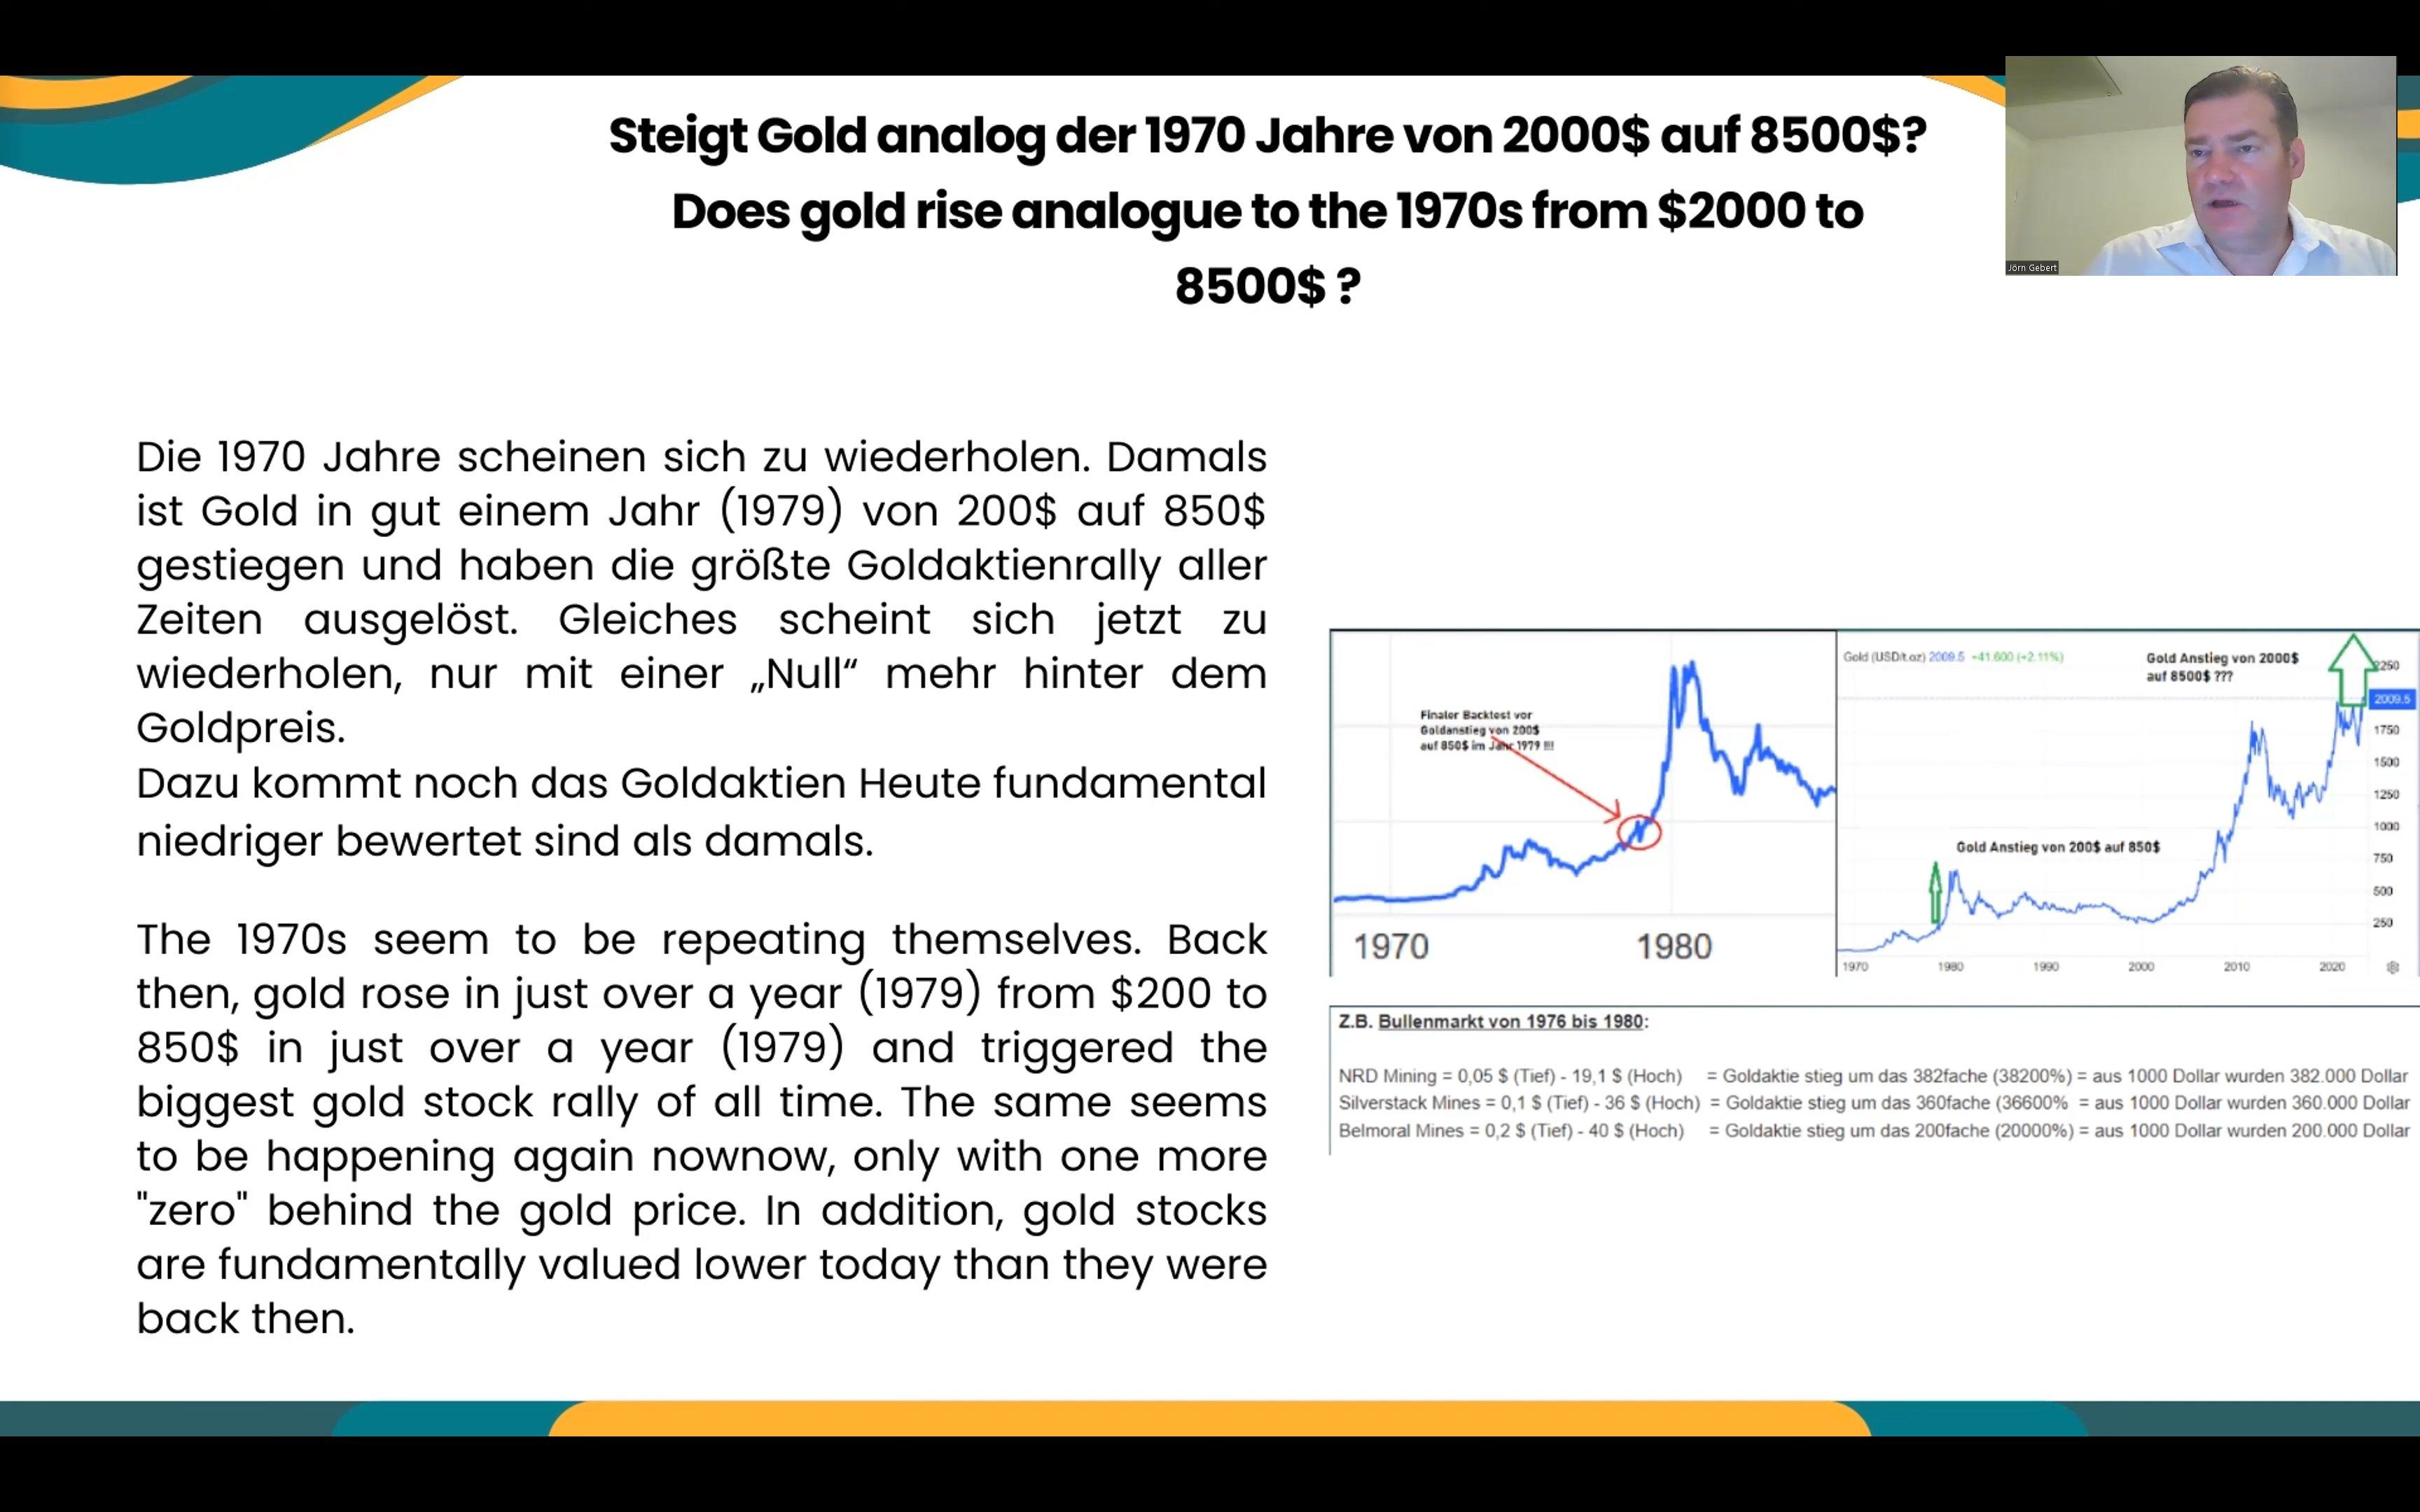 Steigt Gold analog der 1970 Jahre von 2000$ auf 8500$?
Does gold rise analogue to the 1970s from $2000 to
8500$ ?
Jörn Gebert
Die 1970 Jahre scheinen sich zu wiederholen. Damals
ist Gold in gut einem Jahr (1979) von 200$ auf 850$
gestiegen und haben die größte Goldaktienrally aller
Zeiten ausgelöst. Gleiches scheint sich jetzt zu
wiederholen, nur mit einer „Null“ mehr hinter dem
Goldpreis.
Dazu kommt noch das Goldaktien Heute fundamental
niedriger bewertet sind als damals.
The 1970s seem to be repeating themselves. Back
then, gold rose in just over a year (1979) from $200 to
850$ in just over a year (1979) and triggered the
biggest gold stock rally of all time. The same seems
to be happening again nownow, only with one more
"zero" behind the gold price. In addition, gold stocks
are fundamentally valued lower today than they were
back then.
Finaler Backtest vor
Goldanstieg von 200$
auf 850$ im Jahr 1979 !!!
1970 1980
Gold (USD/t.oz) 2009.5 +41.600 (+2.11%)
Gold Anstieg von 2000$
auf 8500$ ???
2250
2009.5
1750
1500
1250
1000
750
500
250
Gold Anstieg von 200$ auf 850$
1970 1980 1990 2000 2010 2020
Z.B. Bullenmarkt von 1976 bis 1980:
NRD Mining = 0,05 $ (Tief) - 19,1 $ (Hoch) = Goldaktie stieg um das 382fache (38200%) = aus 1000 Dollar wurden 382.000 Dollar
Silverstack Mines = 0,1 $ (Tief) - 36 $ (Hoch) = Goldaktie stieg um das 360fache (36600% = aus 1000 Dollar wurden 360.000 Dollar
Belmoral Mines = 0,2 $ (Tief) - 40 $ (Hoch) = Goldaktie stieg um das 200fache (20000%) = aus 1000 Dollar wurden 200.000 Dollar